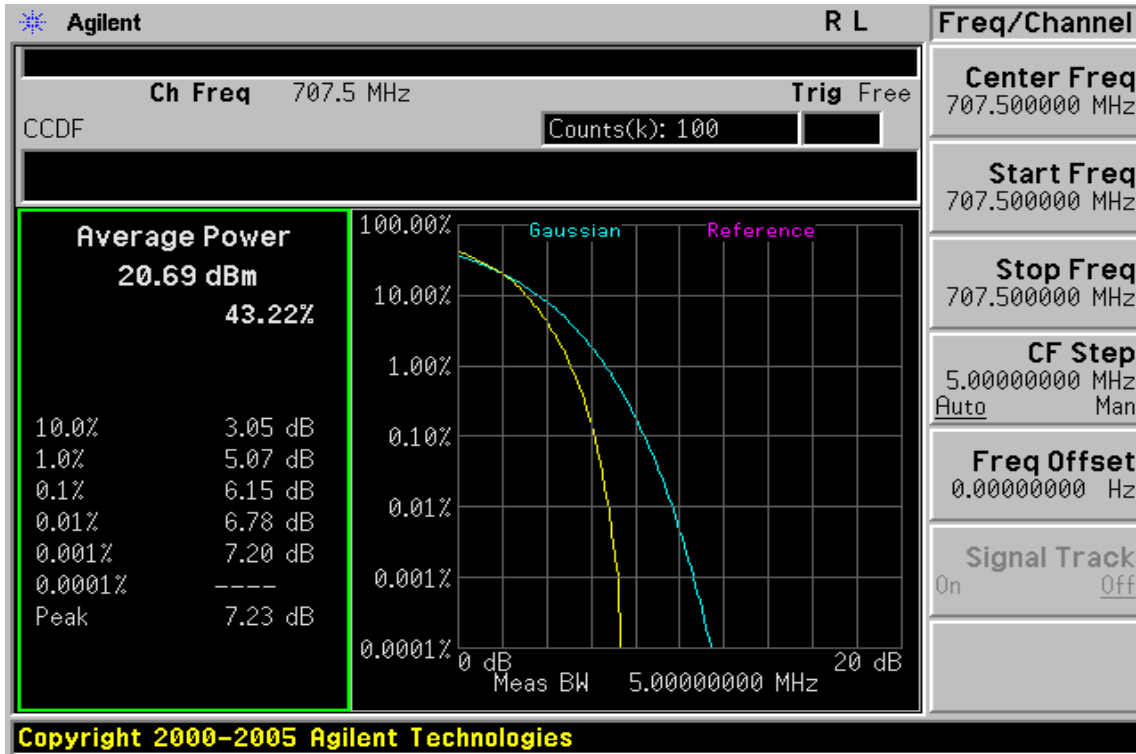 Agilent R L
Ch Freq 707.5 MHz Trig Free
CCDF Counts(k): 100
Average Power
20.69 dBm
43.22%
10.0% 3.05 dB
1.0% 5.07 dB
0.1% 6.15 dB
0.01% 6.78 dB
0.001% 7.20 dB
0.0001% ----
Peak 7.23 dB
Gaussian Reference
100.00%
10.00%
1.00%
0.10%
0.01%
0.001%
0.0001%
0 dB 20 dB
Meas BW 5.00000000 MHz
Freq/Channel
Center Freq
707.500000 MHz
Start Freq
707.500000 MHz
Stop Freq
707.500000 MHz
CF Step
5.00000000 MHz
Auto Man
Freq Offset
0.00000000 Hz
Signal Track
On Off
Copyright 2000-2005 Agilent Technologies